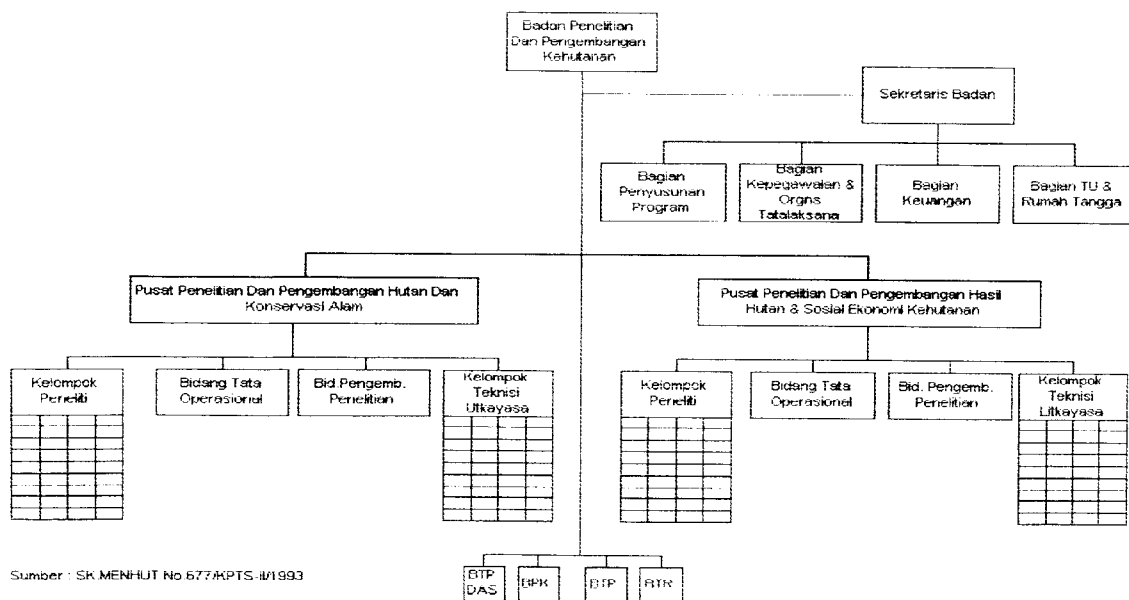 Badan Penelitian
Dan Pengembangan
Kehutanan
Sekretaris Badan
Bagian
Penyusunan
Program
Bagian
Kepegawaian &
Orgns
Tatalaksana
Bagian
Keuangan
Bagian TU &
Rumah Tangga
Pusat Penelitian Dan Pengembangan Hutan Dan
Konservasi Alam
Pusat Penelitian Dan Pengembangan Hasil
Hutan & Sosial Ekonomi Kehutanan
Kelompok
Peneliti
Bidang Tata
Operasional
Bid.Pengemb.
Penelitian
Kelompok
Teknisi
Litkayasa
Kelompok
Peneliti
Bidang Tata
Operasional
Bid. Pengemb.
Penelitian
Kelompok
Teknisi
Litkayasa
Sumber : SK.MENHUT No.677/KPTS-II/1993
BTP
DAS
BPK
BTP